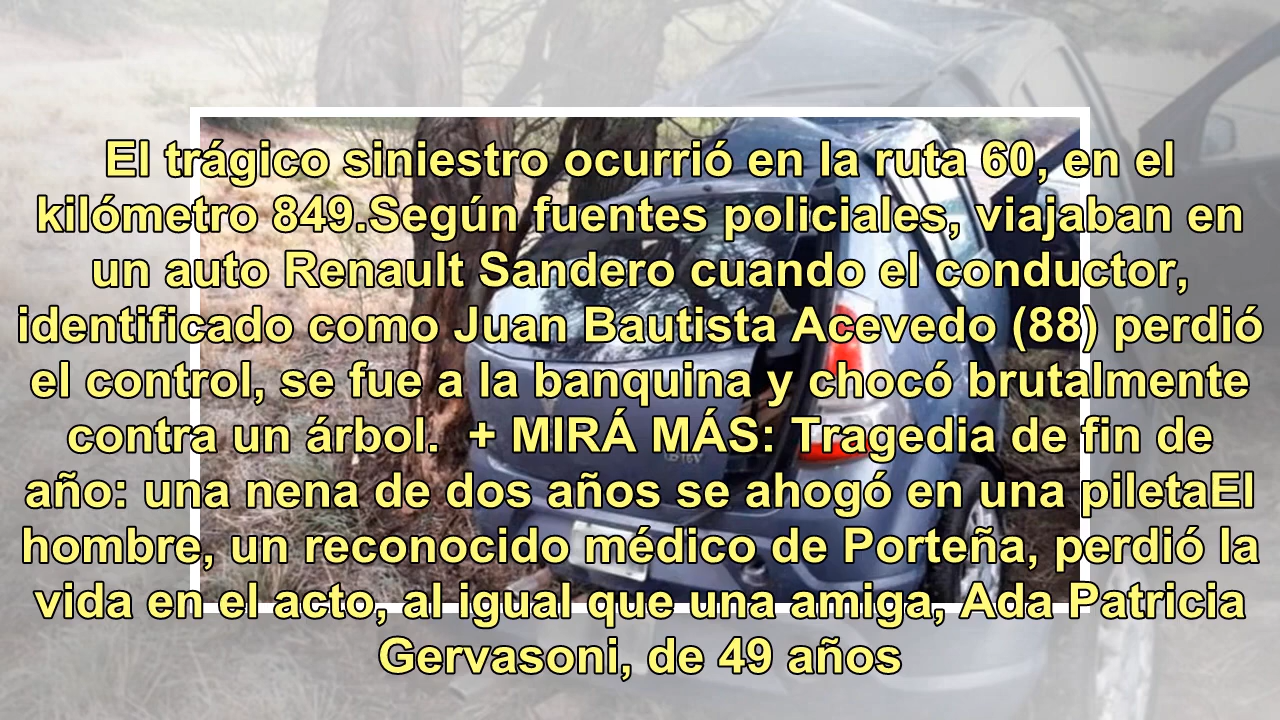 El trágico siniestro ocurrió en la ruta 60, en el
kilómetro 849.Según fuentes policiales, viajaban en
un auto Renault Sandero cuando el conductor,
identificado como Juan Bautista Acevedo (88) perdió
el control, se fue a la banquina y chocó brutalmente
contra un árbol.  + MIRÁ MÁS: Tragedia de fin de
año: una nena de dos años se ahogó en una piletaEl
hombre, un reconocido médico de Porteña, perdió la
vida en el acto, al igual que una amiga, Ada Patricia
Gervasoni, de 49 años